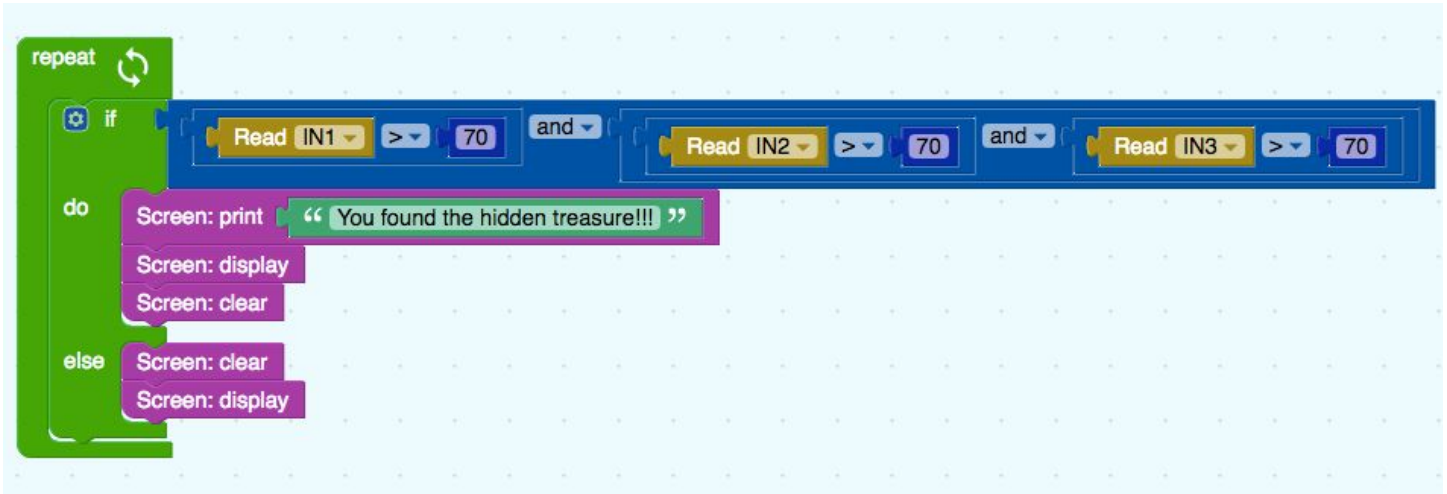 repeat
if Read IN1 > 70 and Read IN2 > 70 and Read IN3 > 70
do Screen: print “ You found the hidden treasure!!! ”
Screen: display
Screen: clear
else Screen: clear
Screen: display